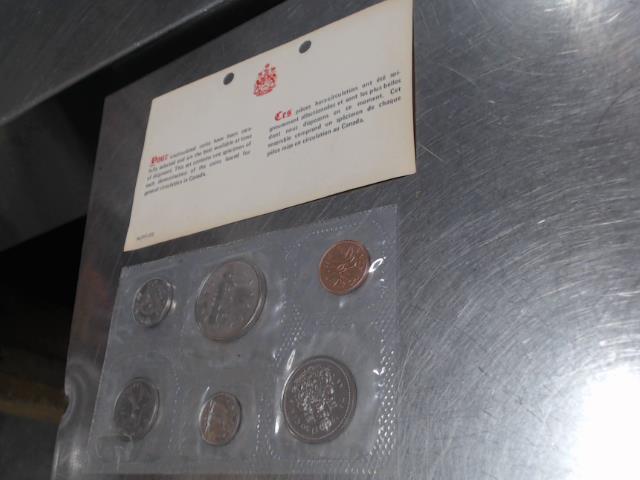 Your uncirculated coins have been care-
fully selected and are the best available at time
of shipment. This set contains one specimen of
each denomination of the coins issued for
general circulation in Canada.
Ces pièces hors-circulation ont été soi-
gneusement sélectionnées et sont les plus belles
dont nous disposons en ce moment. Cet
ensemble comprend un spécimen de chaque
pièce mise en circulation au Canada.